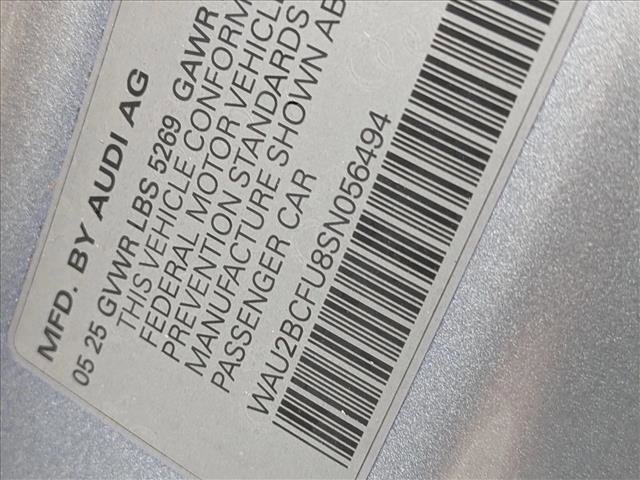 MFD. BY AUDI AG
05 25 GVWR LBS 5269 GAWR
THIS VEHICLE CONFORM
FEDERAL MOTOR VEHICLE
PREVENTION STANDARDS
MANUFACTURE SHOWN AB
PASSENGER CAR
WAU2BCFU8SN056494